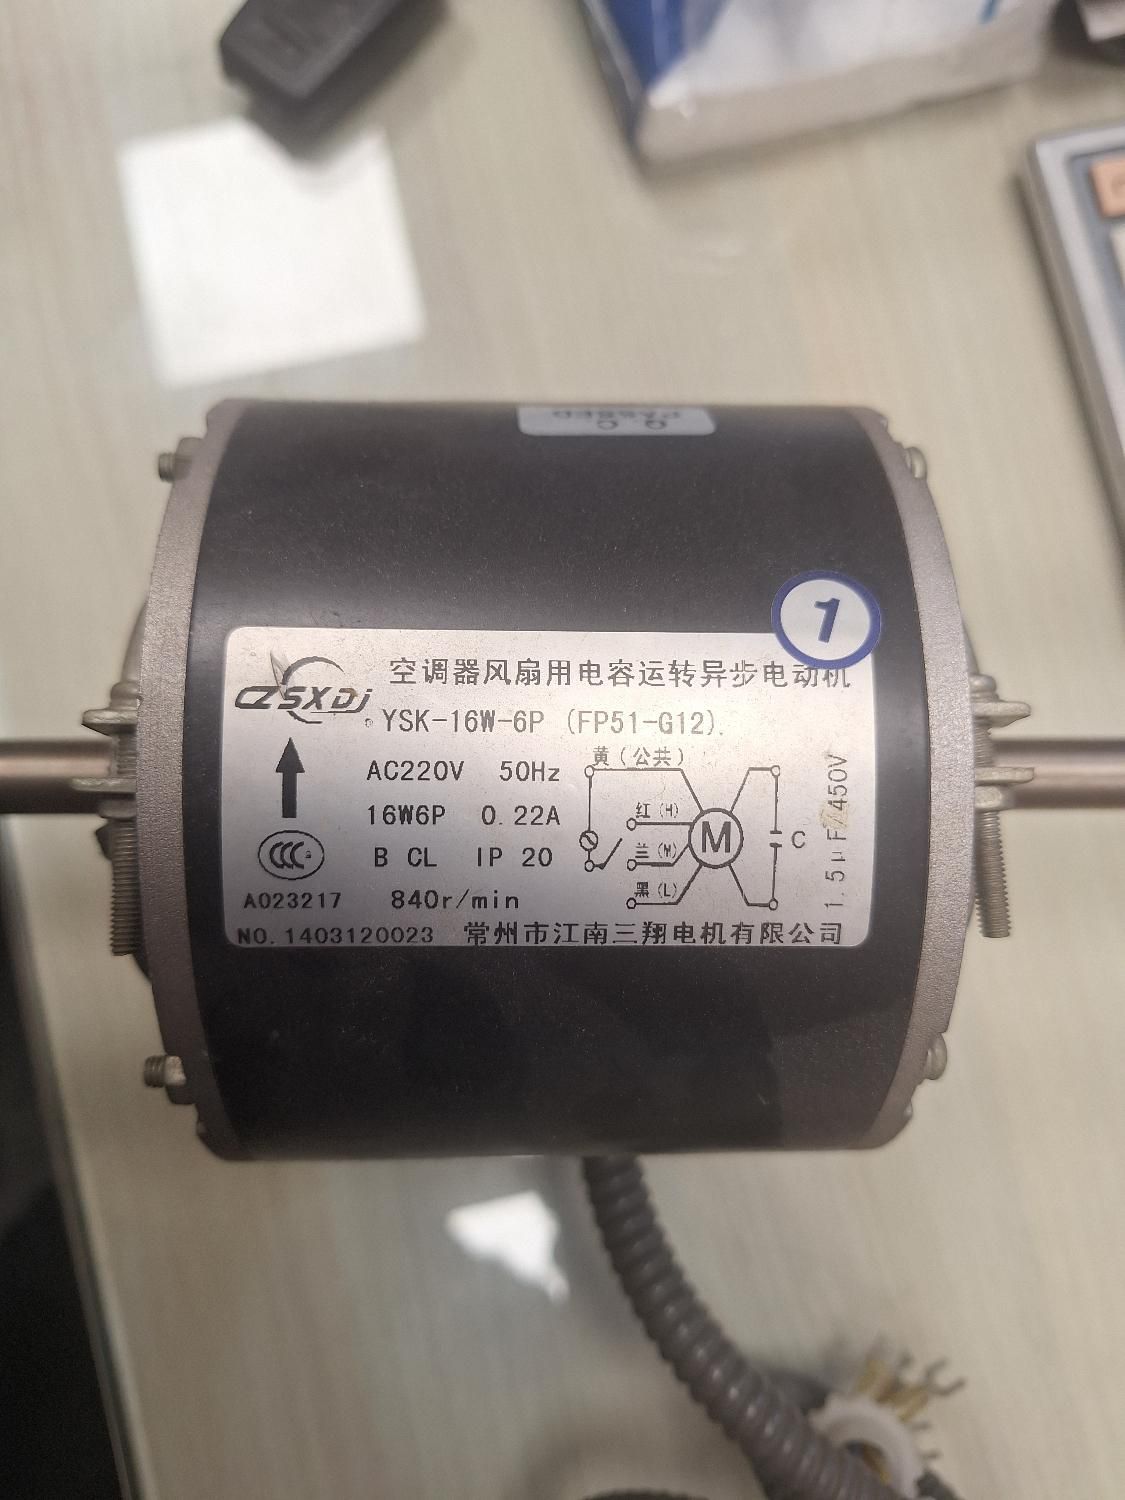 Q.C.
PASSED
1
CZSXDJ
空调器风扇用电容运转异步电动机
YSK-16W-6P (FP51-G12).
AC220V 50Hz
16W6P 0.22A
B CL IP 20
840r/min
CCC
A023217
NO.1403120023 常州市江南三翔电机有限公司
黄(公共)
红(H)
兰(M)
黑(L)
M
C
1.5μF/450V